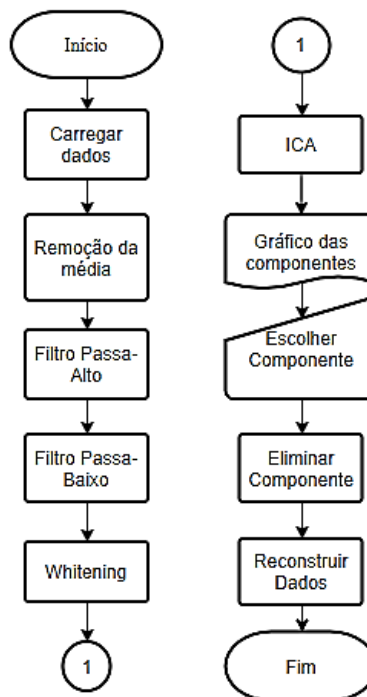 Início
Carregar
dados
Remoção da
média
Filtro Passa-
Alto
Filtro Passa-
Baixo
Whitening
1
1
ICA
Gráfico das
componentes
Escolher
Componente
Eliminar
Componente
Reconstruir
Dados
Fim